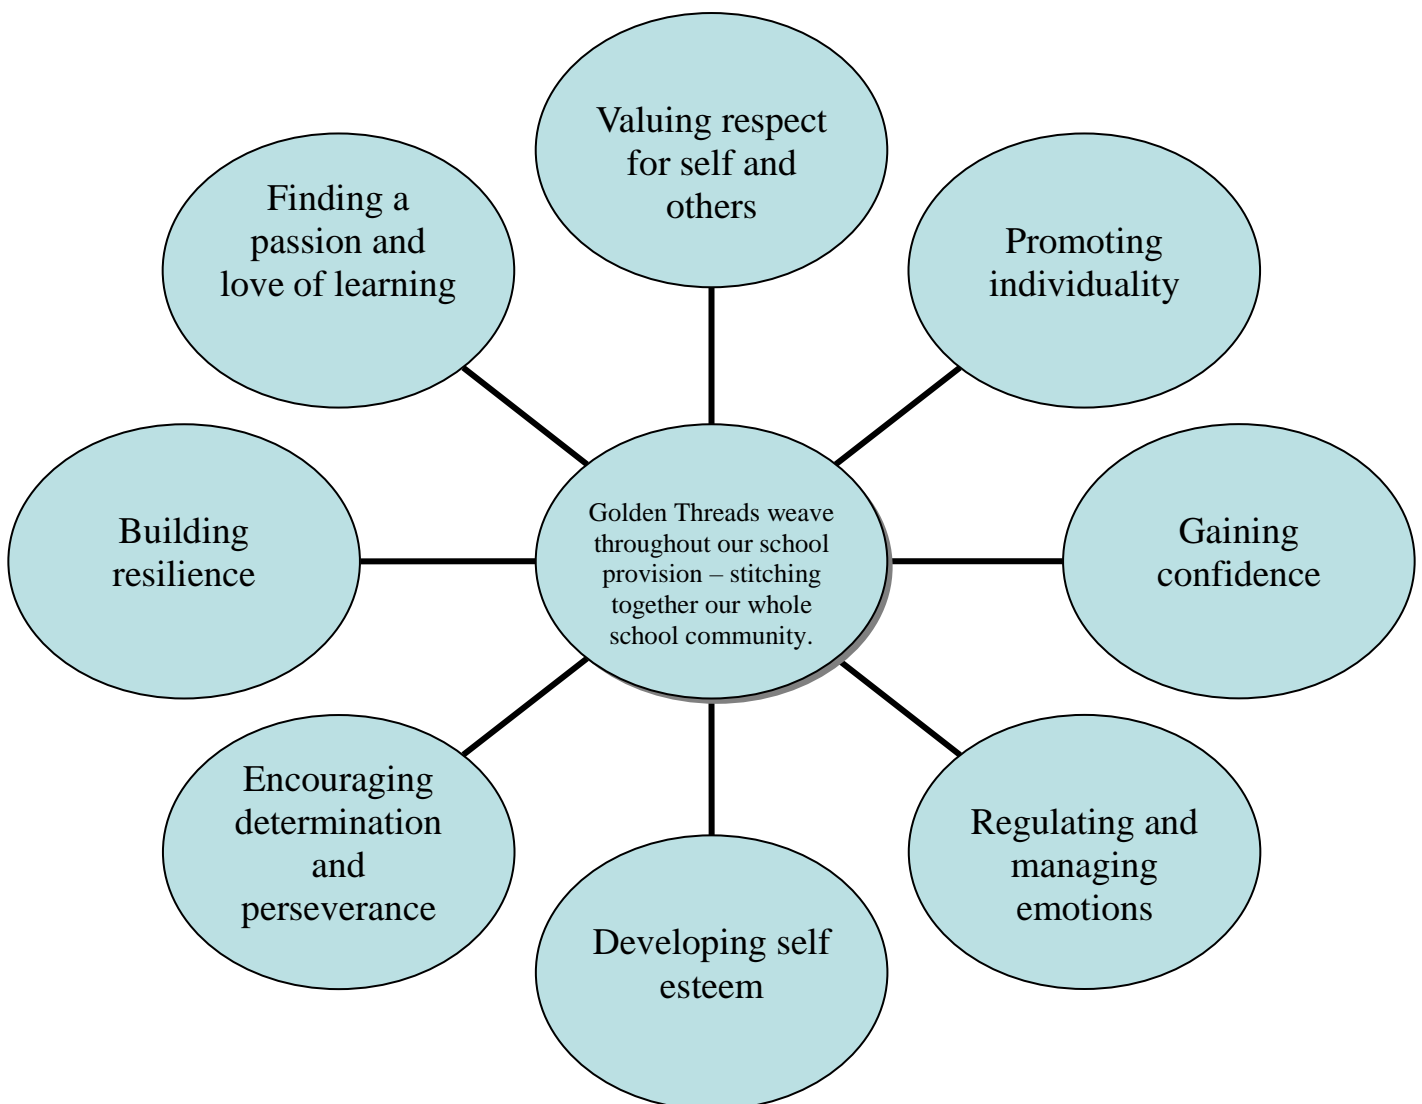 Valuing respect
for self and
others
Finding a
passion and
love of learning
Promoting
individuality
Building
resilience
Golden Threads weave
throughout our school
provision – stitching
together our whole
school community.
Gaining
confidence
Encouraging
determination
and
perseverance
Regulating and
managing
emotions
Developing self
esteem